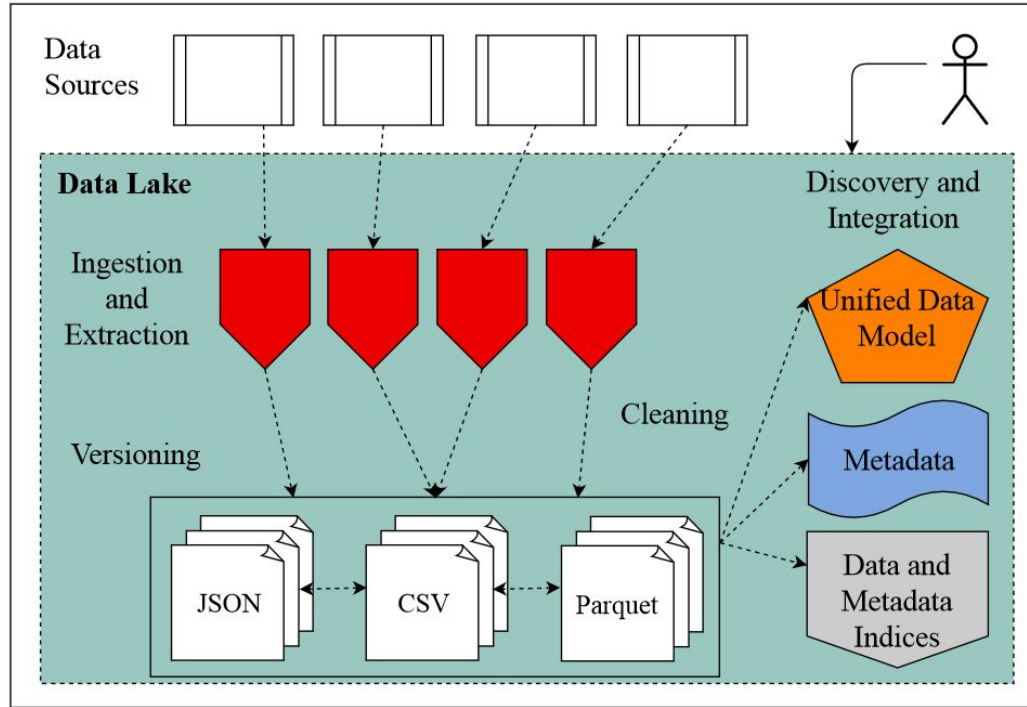 Data
Sources
Data Lake
Discovery and
Integration
Ingestion
and
Extraction
Unified Data
Model
Cleaning
Versioning
Metadata
JSON
CSV
Parquet
Data and
Metadata
Indices